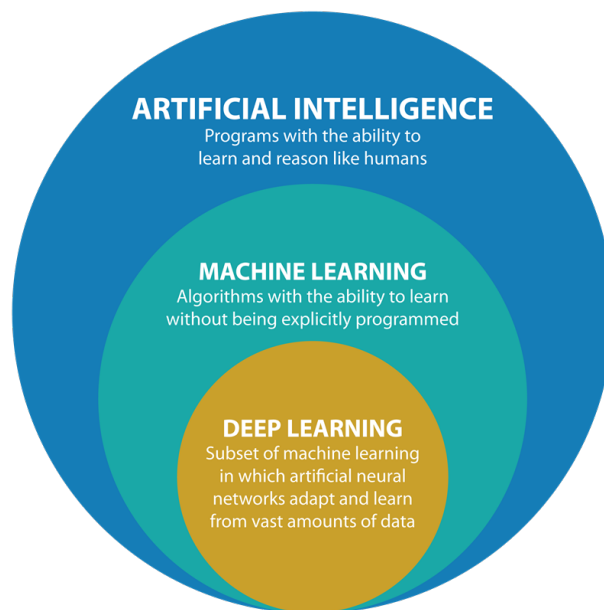 ARTIFICIAL INTELLIGENCE
Programs with the ability to
learn and reason like humans
MACHINE LEARNING
Algorithms with the ability to learn
without being explicitly programmed
DEEP LEARNING
Subset of machine learning
in which artificial neural
networks adapt and learn
from vast amounts of data